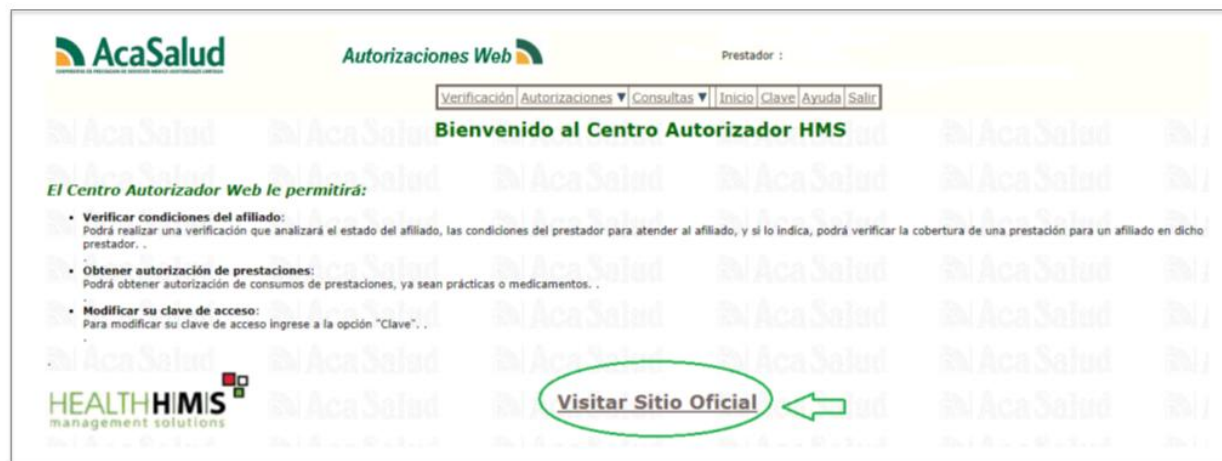 AcaSalud
Autorizaciones Web
Prestador :
Verificación Autorizaciones Consultas Inicio Clave Ayuda Salir
Bienvenido al Centro Autorizador HMS
El Centro Autorizador Web le permitirá:
• Verificar condiciones del afiliado:
Podrá realizar una verificación que analizará el estado del afiliado, las condiciones del prestador para atender al afiliado, y si lo indica, podrá verificar la cobertura de una prestación para un afiliado en dicho
prestador. .
• Obtener autorización de prestaciones:
Podrá obtener autorización de consumos de prestaciones, ya sean prácticas o medicamentos. .
.
• Modificar su clave de acceso:
Para modificar su clave de acceso ingrese a la opción "Clave". .
.
.
HEALTH HMS
management solutions
Visitar Sitio Oficial